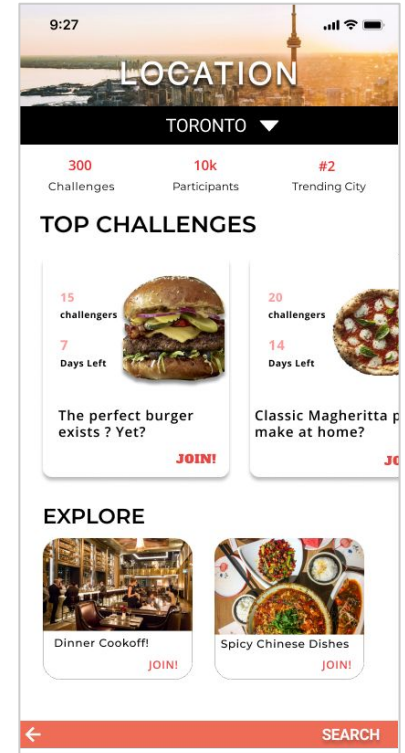 9:27
LOCATION
TORONTO
300 10k #2
Challenges Participants Trending City
TOP CHALLENGES
15
challengers
7
Days Left
The perfect burger
exists ? Yet?
JOIN!
20
challengers
14
Days Left
Classic Magheritta p
make at home?
JO
EXPLORE
Dinner Cookoff!
JOIN!
Spicy Chinese Dishes
JOIN!
SEARCH